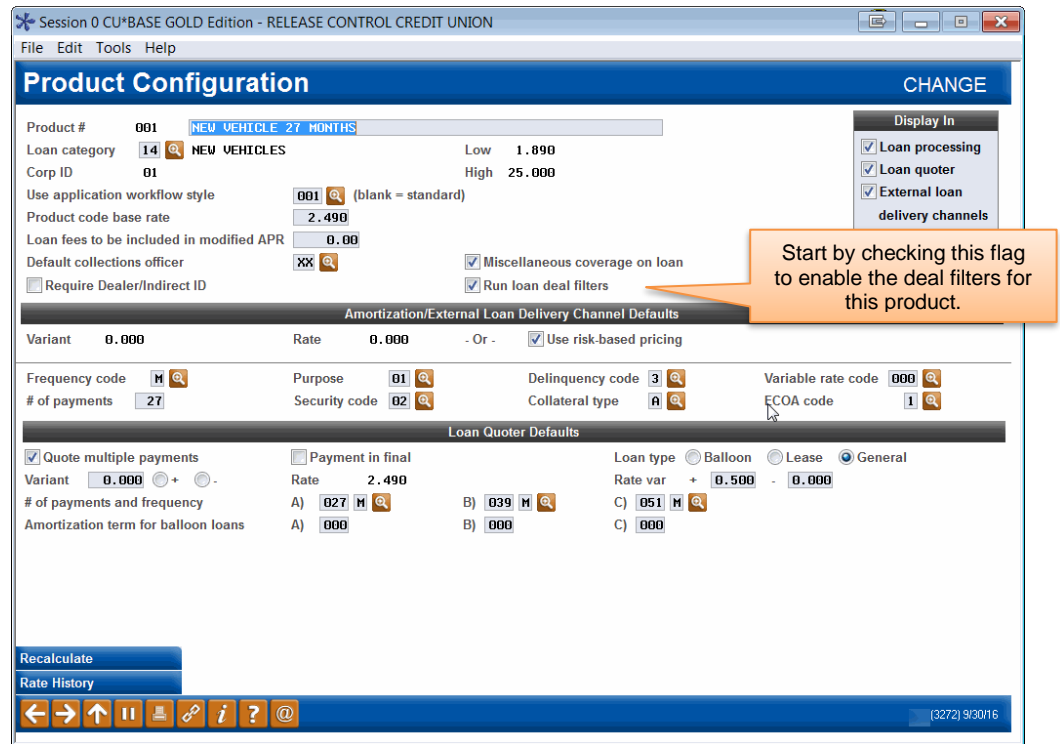 Session 0 CU*BASE GOLD Edition - RELEASE CONTROL CREDIT UNION
File Edit Tools Help
Product Configuration CHANGE
Product # 001 NEW VEHICLE 27 MONTHS
Display In
Loan category 14 NEW VEHICLES Low 1.890
Loan processing
Corp ID 01 High 25.000
Loan quoter
Use application workflow style 001 (blank = standard)
External loan
delivery channels
Product code base rate 2.490
Loan fees to be included in modified APR 0.00
Default collections officer XX Miscellaneous coverage on loan
Require Dealer/Indirect ID Run loan deal filters
Start by checking this flag
to enable the deal filters for
this product.
Amortization/External Loan Delivery Channel Defaults
Variant 0.000 Rate 0.000 - Or - Use risk-based pricing
Frequency code M Purpose 01 Delinquency code 3 Variable rate code 000
# of payments 27 Security code 02 Collateral type A ECOA code 1
Loan Quoter Defaults
Quote multiple payments Payment in final Loan type Balloon Lease General
Variant 0.000 + - Rate 2.490 Rate var + 0.500 - 0.000
# of payments and frequency A) 027 M B) 039 M C) 051 M
Amortization term for balloon loans A) 000 B) 000 C) 000
Recalculate
Rate History
(3272) 9/30/16